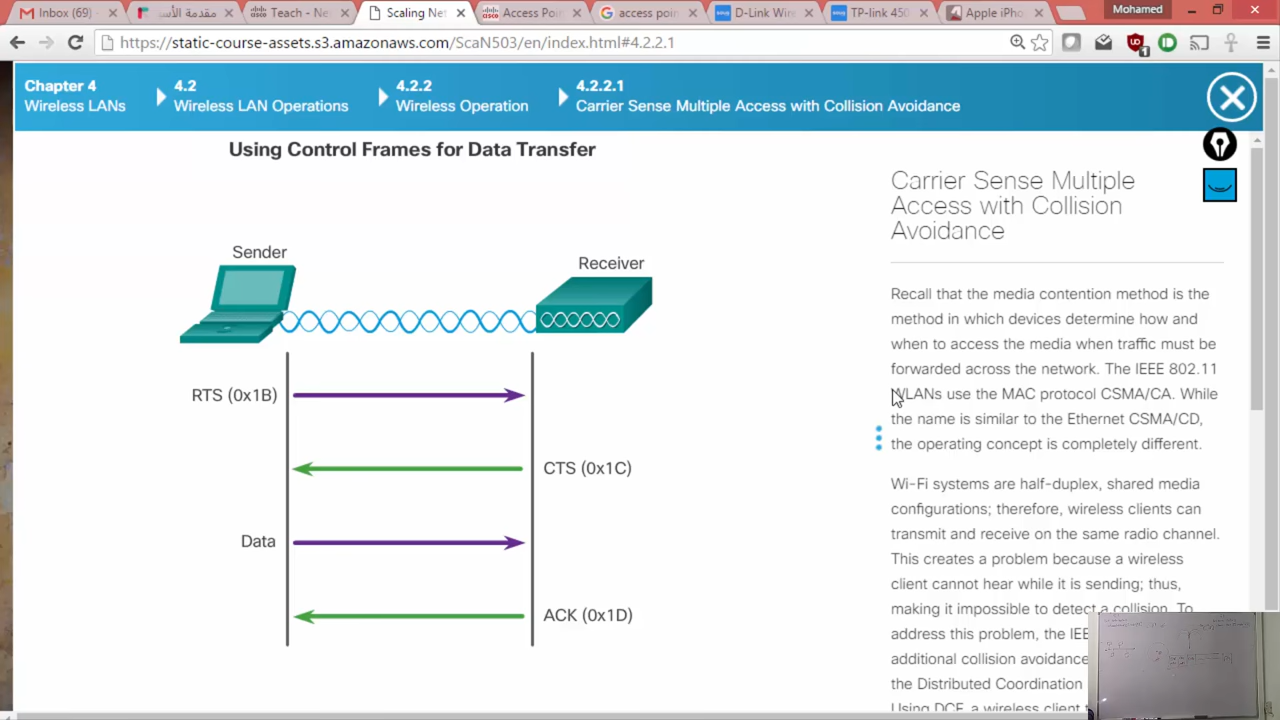 Inbox (69)
مقدمة الأسد
Teach - Ne
Scaling Net
Access Poi
access poin
D-Link Wire
TP-link 450
Apple iPho
Mohamed
https://static-course-assets.s3.amazonaws.com/ScaN503/en/index.html#4.2.2.1
Chapter 4
Wireless LANs
4.2
Wireless LAN Operations
4.2.2
Wireless Operation
4.2.2.1
Carrier Sense Multiple Access with Collision Avoidance
Using Control Frames for Data Transfer
Sender
Receiver
RTS (0x1B)
CTS (0x1C)
Data
ACK (0x1D)
Carrier Sense Multiple
Access with Collision
Avoidance
Recall that the media contention method is the
method in which devices determine how and
when to access the media when traffic must be
forwarded across the network. The IEEE 802.11
WLANs use the MAC protocol CSMA/CA. While
the name is similar to the Ethernet CSMA/CD,
the operating concept is completely different.
Wi-Fi systems are half-duplex, shared media
configurations; therefore, wireless clients can
transmit and receive on the same radio channel.
This creates a problem because a wireless
client cannot hear while it is sending; thus,
making it impossible to detect a collision. To
address this problem, the IEE
additional collision avoidance
the Distributed Coordination
Using DCF, a wireless client